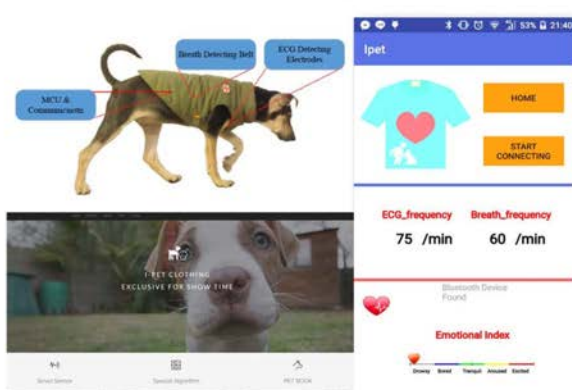 Breath Detecting Belt
ECG Detecting
Electrodes
MCU &
I-PET CLOTHING
EXCLUSIVE FOR SHOW TIME
Smart Sensor
Special Algorithm
PET BOOK
53% 21:40
Ipet
HOME
START
CONNECTING
ECG_frequency Breath_frequency
75 /min 60 /min
Bluetooth Device
Found
Emotional Index
Drowsy Bored Tranquil Aroused Excited